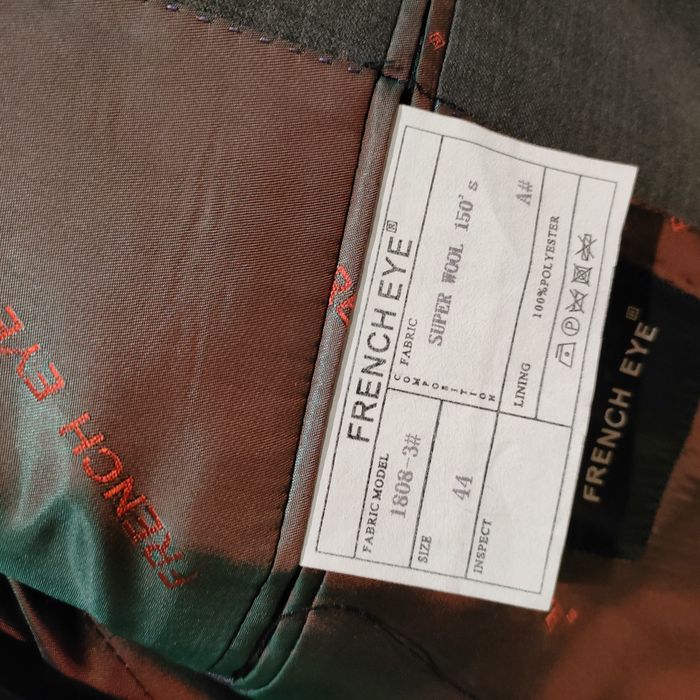 FRENCH EYE®
FABRIC MODEL
1808-3#
SIZE
44
INSPECT
FABRIC
SUPER WOOL 150's
A#
LINING
100%POLYESTER
FRENCH EYE®
FRENCH EYE